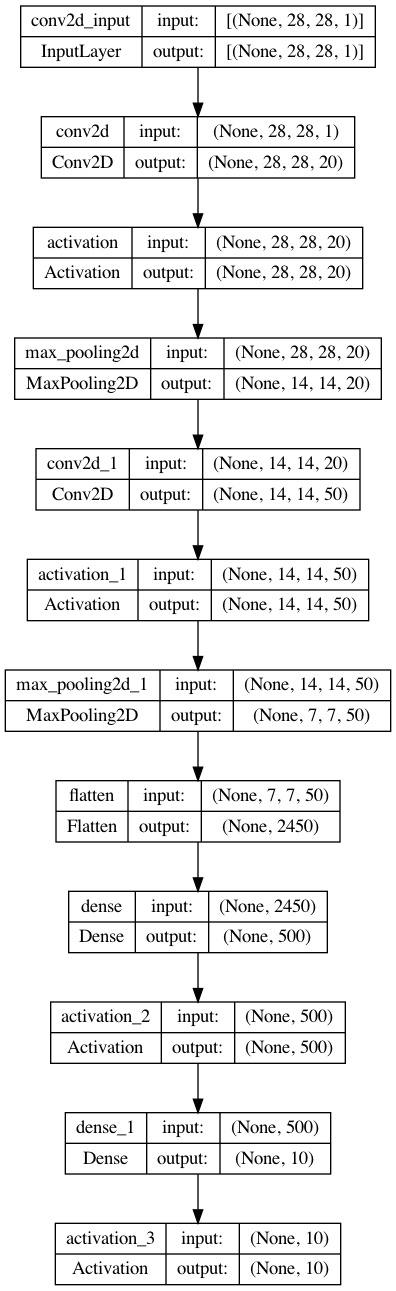 conv2d_input input: [(None, 28, 28, 1)]
InputLayer output: [(None, 28, 28, 1)]
conv2d input: (None, 28, 28, 1)
Conv2D output: (None, 28, 28, 20)
activation input: (None, 28, 28, 20)
Activation output: (None, 28, 28, 20)
max_pooling2d input: (None, 28, 28, 20)
MaxPooling2D output: (None, 14, 14, 20)
conv2d_1 input: (None, 14, 14, 20)
Conv2D output: (None, 14, 14, 50)
activation_1 input: (None, 14, 14, 50)
Activation output: (None, 14, 14, 50)
max_pooling2d_1 input: (None, 14, 14, 50)
MaxPooling2D output: (None, 7, 7, 50)
flatten input: (None, 7, 7, 50)
Flatten output: (None, 2450)
dense input: (None, 2450)
Dense output: (None, 500)
activation_2 input: (None, 500)
Activation output: (None, 500)
dense_1 input: (None, 500)
Dense output: (None, 10)
activation_3 input: (None, 10)
Activation output: (None, 10)